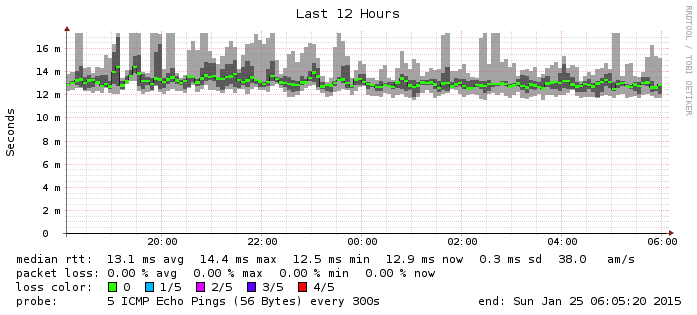 Last 12 Hours
RRDTOOL / TOBI OETIKER
Seconds
16 m
14 m
12 m
10 m
8 m
6 m
4 m
2 m
0
20:00 22:00 00:00 02:00 04:00 06:00
median rtt: 13.1 ms avg 14.4 ms max 12.5 ms min 12.9 ms now 0.3 ms sd 38.0 am/s
packet loss: 0.00 % avg 0.00 % max 0.00 % min 0.00 % now
loss color: 0 1/5 2/5 3/5 4/5
probe: 5 ICMP Echo Pings (56 Bytes) every 300s end: Sun Jan 25 06:05:20 2015